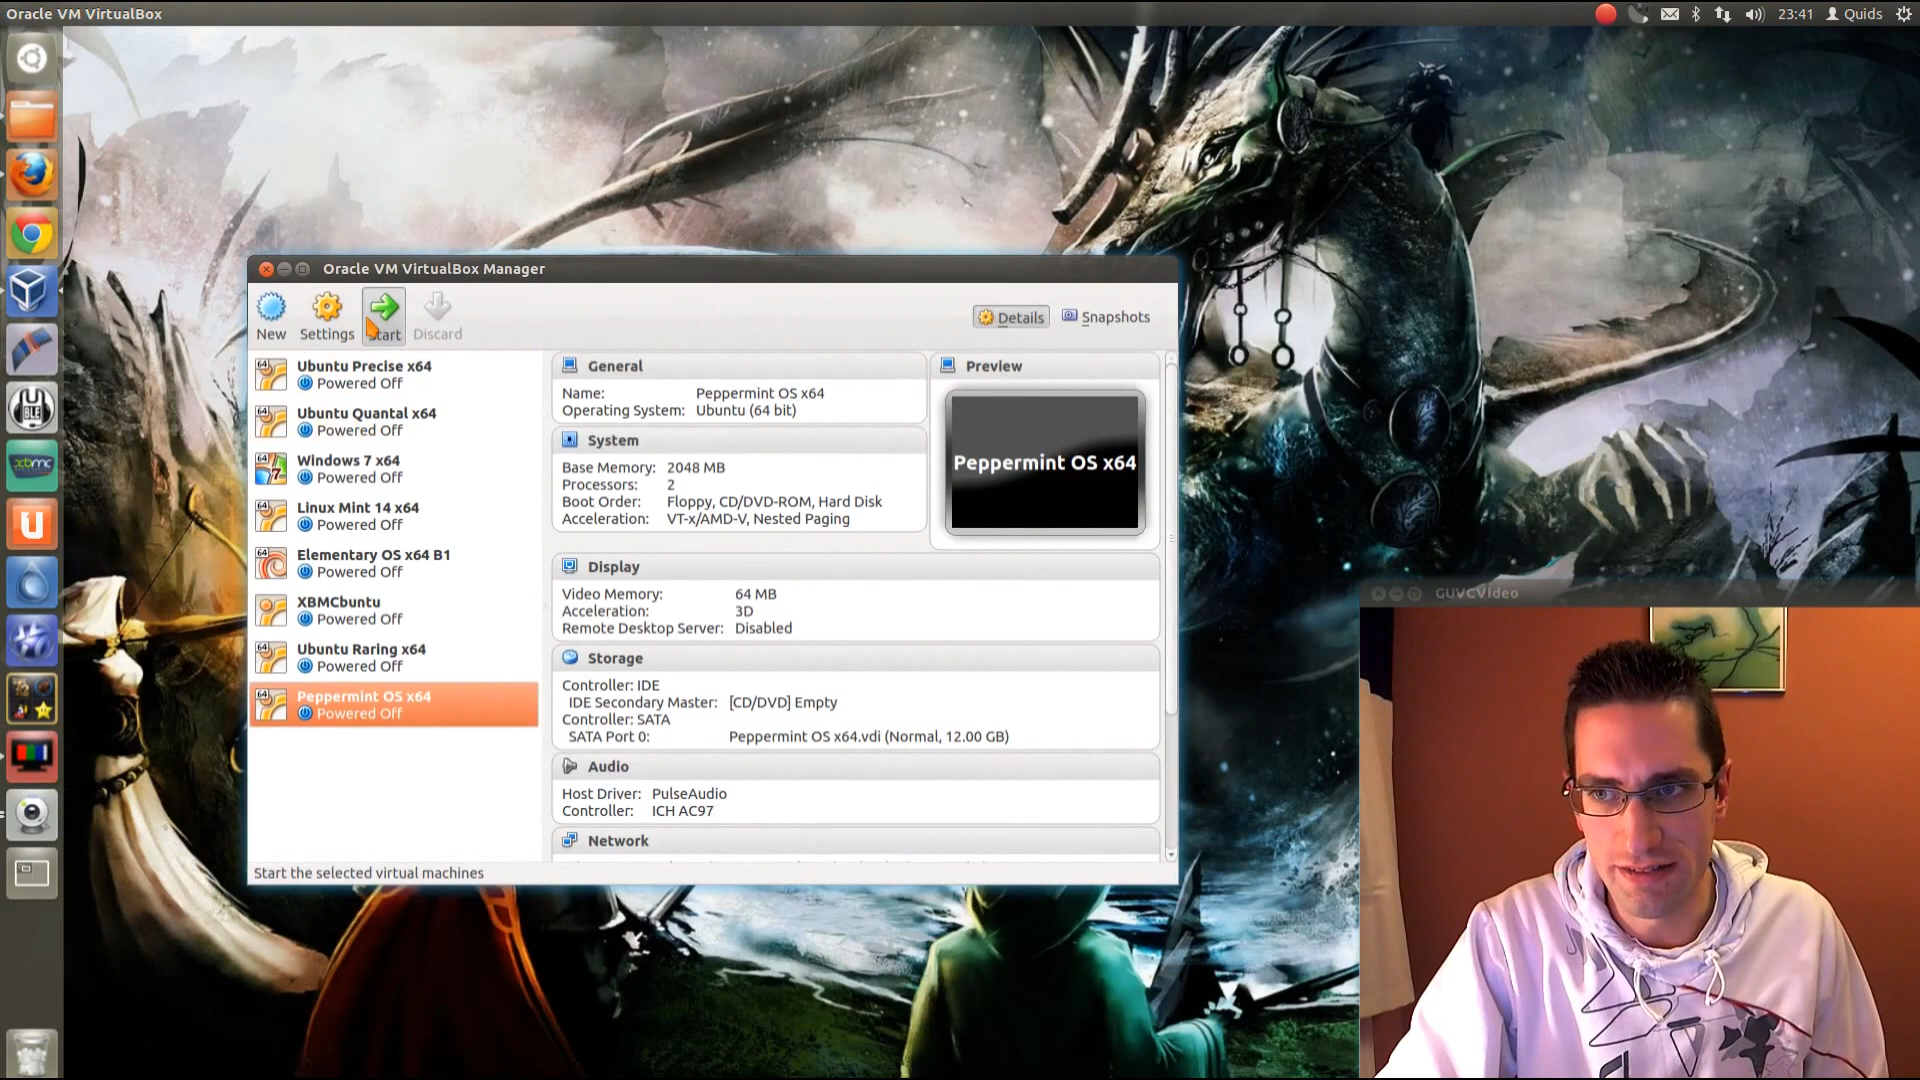 Oracle VM VirtualBox
23:41
Quids
Oracle VM VirtualBox Manager
New
Settings
Start
Discard
Details
Snapshots
Ubuntu Precise x64
Powered Off
Ubuntu Quantal x64
Powered Off
Windows 7 x64
Powered Off
Linux Mint 14 x64
Powered Off
Elementary OS x64 B1
Powered Off
XBMCbuntu
Powered Off
Ubuntu Raring x64
Powered Off
Peppermint OS x64
Powered Off
General
Name: Peppermint OS x64
Operating System: Ubuntu (64 bit)
System
Base Memory: 2048 MB
Processors: 2
Boot Order: Floppy, CD/DVD-ROM, Hard Disk
Acceleration: VT-x/AMD-V, Nested Paging
Preview
Peppermint OS x64
Display
Video Memory: 64 MB
Acceleration: 3D
Remote Desktop Server: Disabled
Storage
Controller: IDE
IDE Secondary Master: [CD/DVD] Empty
Controller: SATA
SATA Port 0: Peppermint OS x64.vdi (Normal, 12.00 GB)
Audio
Host Driver: PulseAudio
Controller: ICH AC97
Network
Start the selected virtual machines
GUVCVideo
xbmc